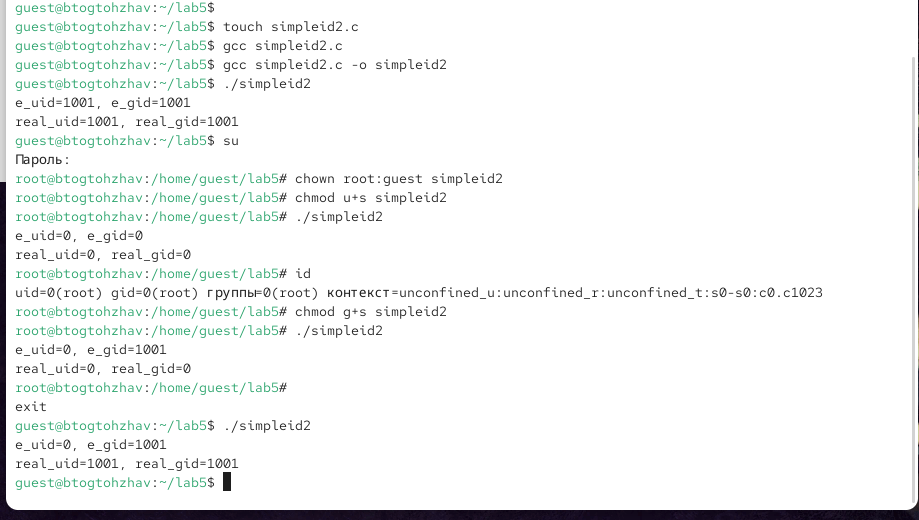 guest@btogtohzhav:~/lab5$
guest@btogtohzhav:~/lab5$ touch simpleid2.c
guest@btogtohzhav:~/lab5$ gcc simpleid2.c
guest@btogtohzhav:~/lab5$ gcc simpleid2.c -o simpleid2
guest@btogtohzhav:~/lab5$ ./simpleid2
e_uid=1001, e_gid=1001
real_uid=1001, real_gid=1001
guest@btogtohzhav:~/lab5$ su
Пароль:
root@btogtohzhav:/home/guest/lab5# chown root:guest simpleid2
root@btogtohzhav:/home/guest/lab5# chmod u+s simpleid2
root@btogtohzhav:/home/guest/lab5# ./simpleid2
e_uid=0, e_gid=0
real_uid=0, real_gid=0
root@btogtohzhav:/home/guest/lab5# id
uid=0(root) gid=0(root) группы=0(root) контекст=unconfined_u:unconfined_r:unconfined_t:s0-s0:c0.c1023
root@btogtohzhav:/home/guest/lab5# chmod g+s simpleid2
root@btogtohzhav:/home/guest/lab5# ./simpleid2
e_uid=0, e_gid=1001
real_uid=0, real_gid=0
root@btogtohzhav:/home/guest/lab5#
exit
guest@btogtohzhav:~/lab5$ ./simpleid2
e_uid=0, e_gid=1001
real_uid=1001, real_gid=1001
guest@btogtohzhav:~/lab5$